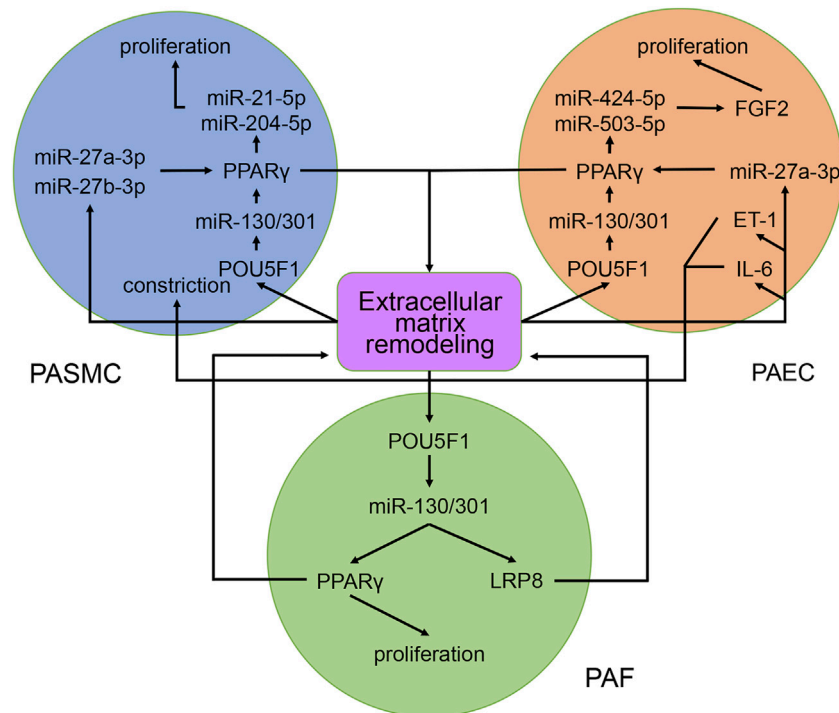 proliferation
miR-21-5p
miR-204-5p
miR-27a-3p
miR-27b-3p
PPARγ
miR-130/301
POU5F1
constriction
PASMC
proliferation
miR-424-5p
miR-503-5p
FGF2
PPARγ
miR-27a-3p
miR-130/301
ET-1
POU5F1
IL-6
PAEC
Extracellular
matrix
remodeling
POU5F1
miR-130/301
PPARγ
LRP8
proliferation
PAF